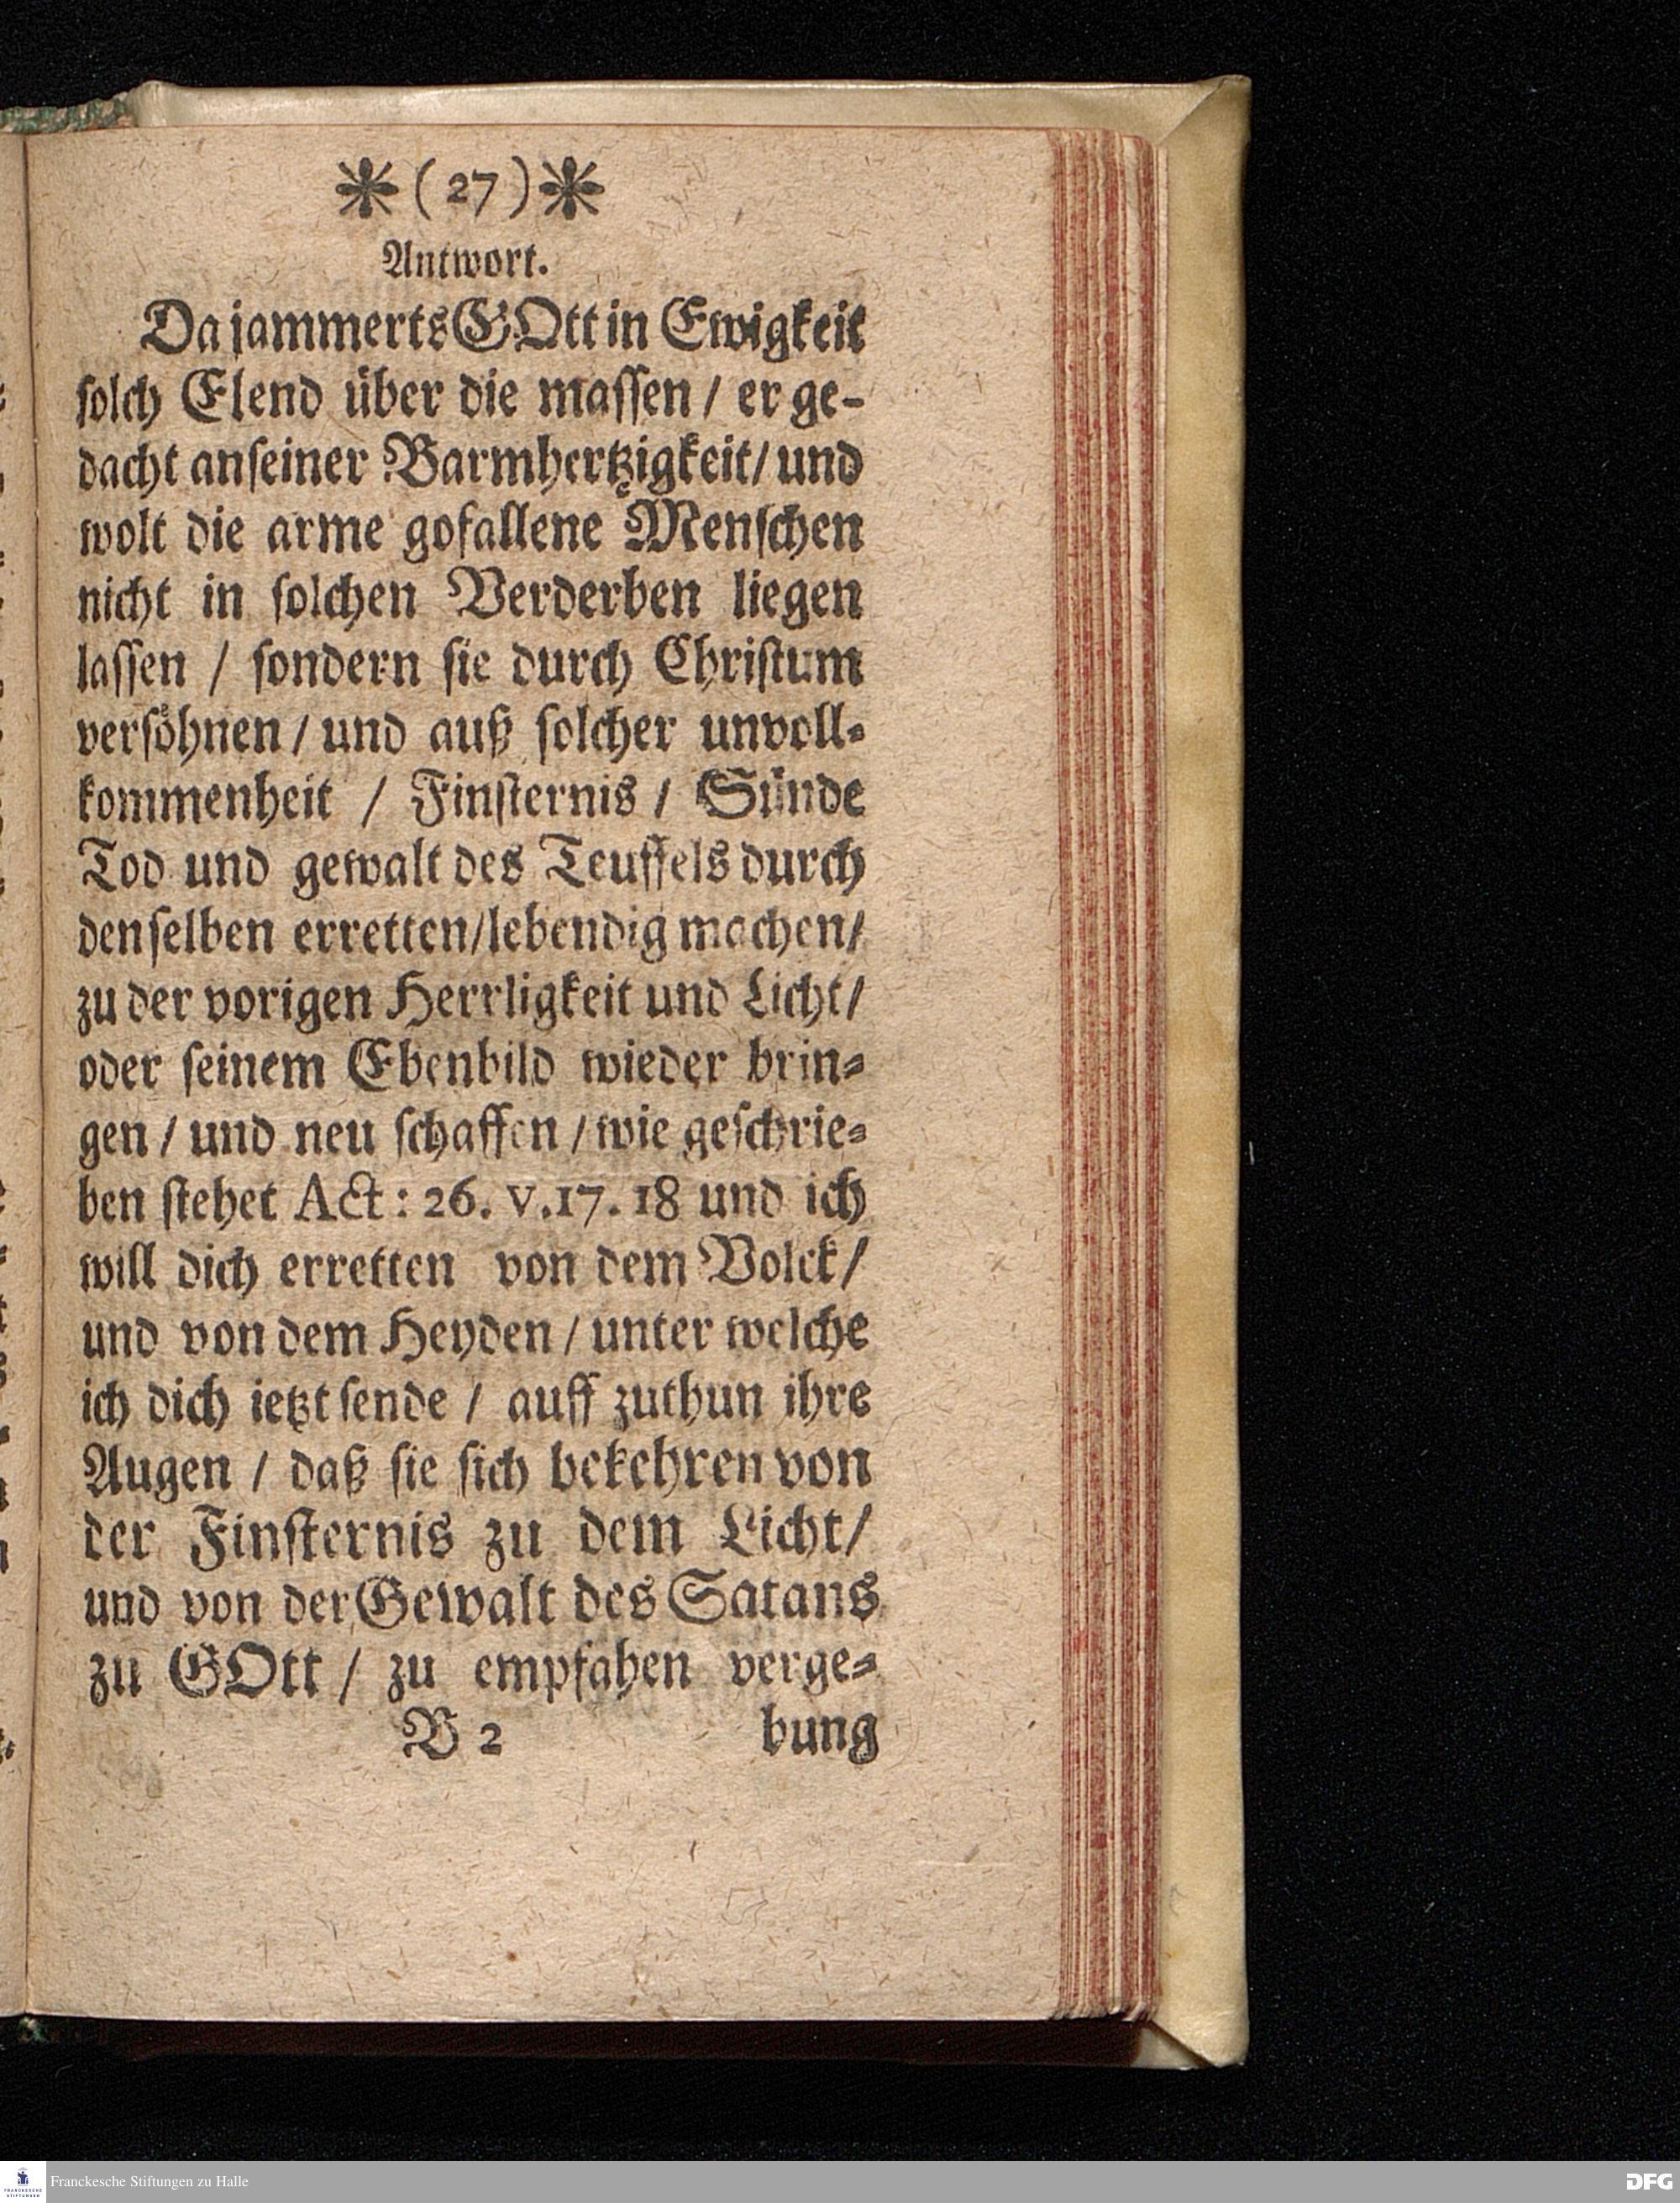 *( 27 )*
Antwort.
Da jammerts GOtt in Ewigkeit
solch Elend über die massen / er ge-
dacht anseiner Barmhertzigkeit/ und
wolt die arme gofallene Menschen
nicht in solchen Verderben liegen
lassen / sondern sie durch Christum
versöhnen / und auß solcher unvoll-
kommenheit / Finsternis / Sünde
Tod und gewalt des Teuffels durch
denselben erretten/lebendig machen/
zu der vorigen Herrligkeit und Licht/
oder seinem Ebenbild wieder brin-
gen / und neu schaffen / wie geschrie-
ben stehet Act : 26. v.17. 18 und ich
will dich erretten von dem Volck /
und von dem Heyden / unter welche
ich dich ietzt sende / auff zuthun ihre
Augen / daß sie sich bekehren von
der Finsternis zu dem Licht/
und von der Gewalt des Satans
zu GOtt / zu empfahen verge-
B 2 bung
Franckesche Stiftungen zu Halle
DFG